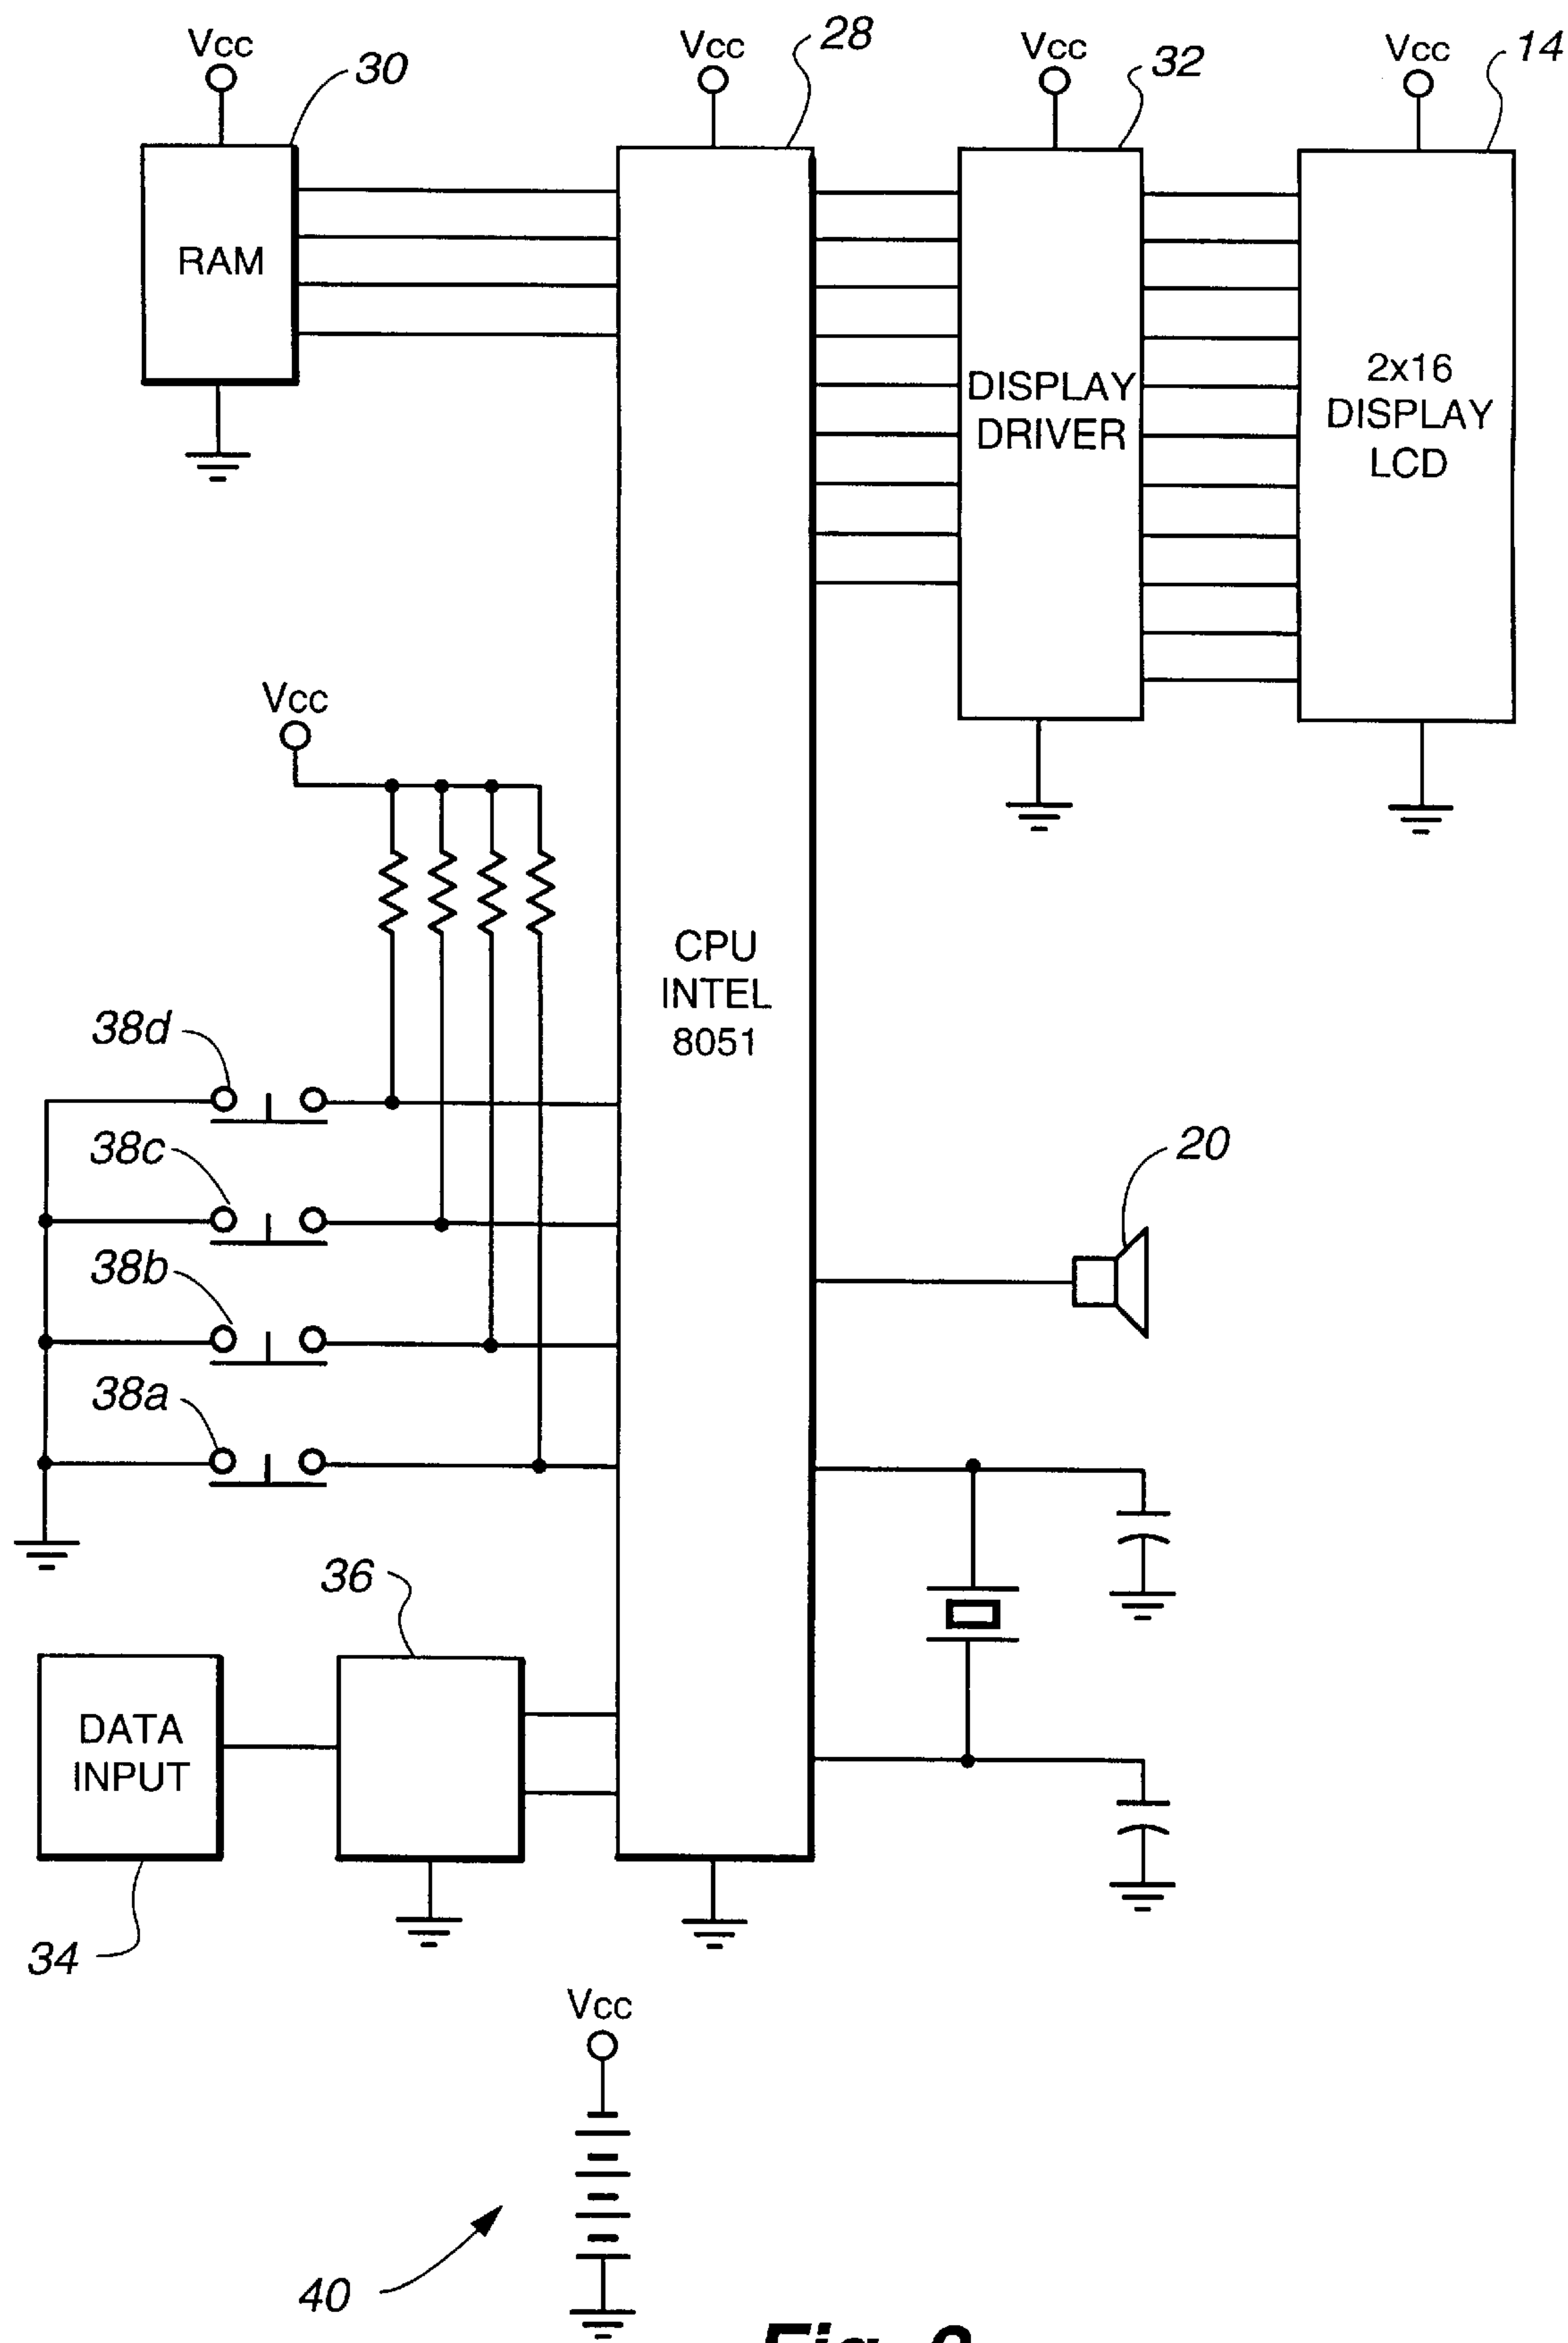 Vcc
30
Vcc
28
Vcc
32
Vcc
14
RAM
DISPLAY
DRIVER
2x16
DISPLAY
LCD
Vcc
CPU
INTEL
8051
38d
38c
38b
38a
20
36
DATA
INPUT
34
Vcc
40